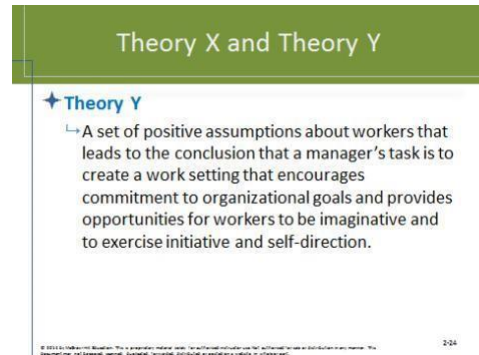 Theory X and Theory Y
Theory Y
A set of positive assumptions about workers that
leads to the conclusion that a manager's task is to
create a work setting that encourages
commitment to organizational goals and provides
opportunities for workers to be imaginative and
to exercise initiative and self-direction.
2-24